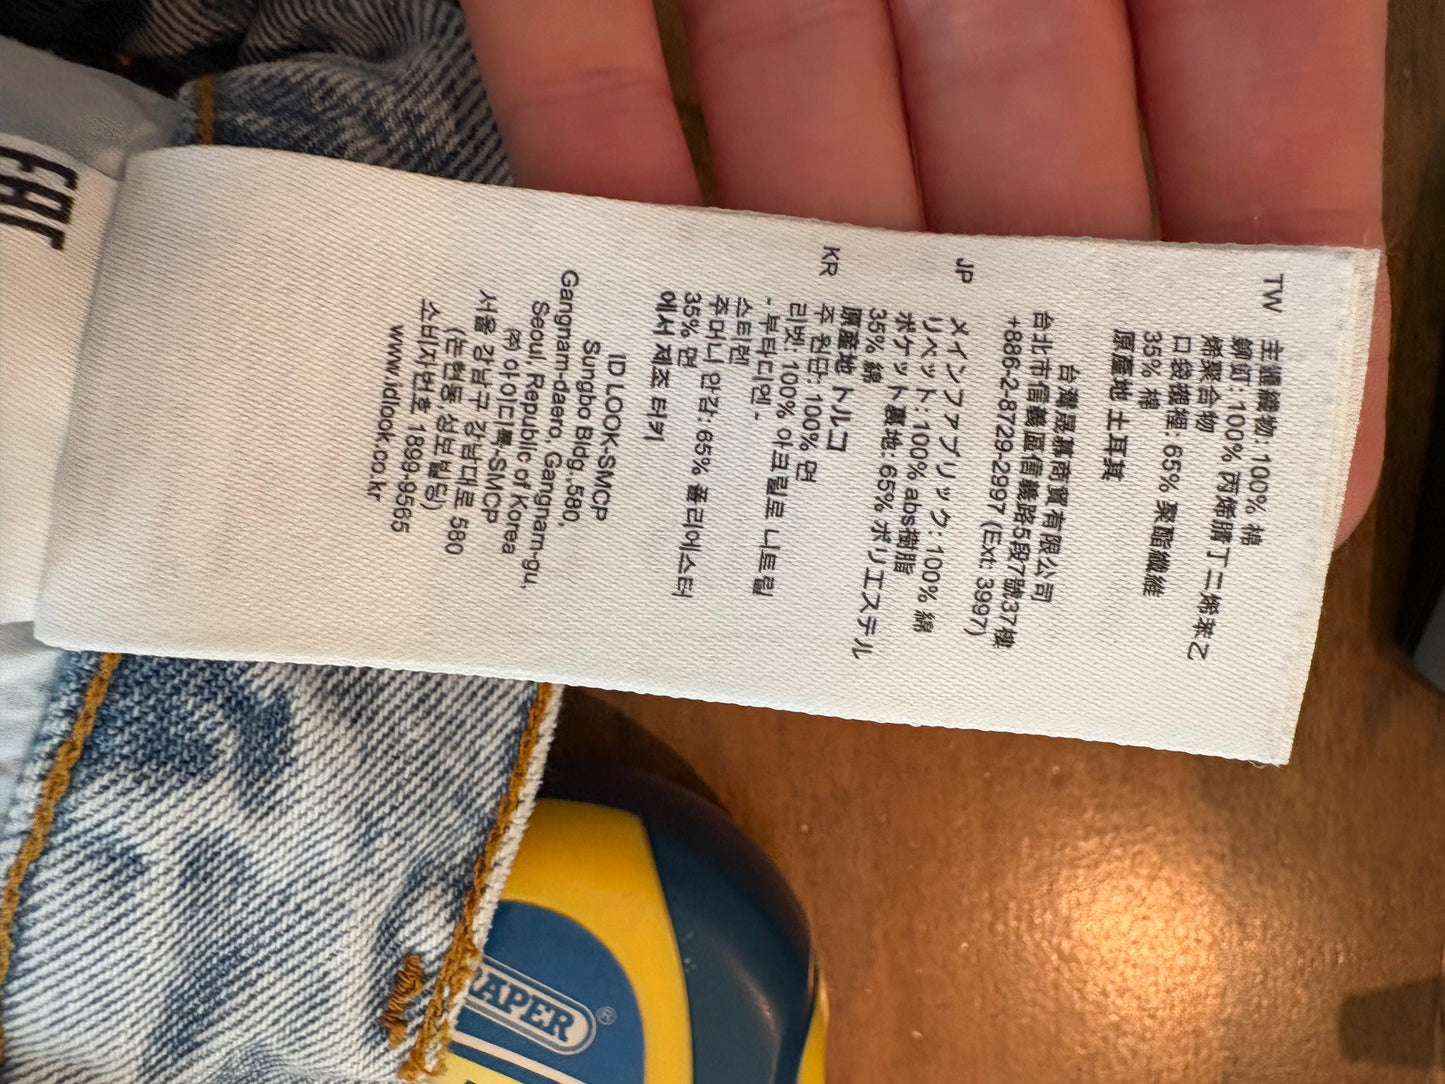 TW
主讀織物: 100% 棉
鉚釘 100% 丙烯腈丁二烯苯乙
烯聚合物
口袋襯裡: 65% 聚酯纖維
35% 棉
原產地 土耳其
台灣晟慕商貿有限公司
台北市信義區信義路5段7號37樓
+886-2-8729-2997 (Ext: 3997)
JP
メインファブリック: 100% 綿
リベット: 100% abs樹脂
ポケット裏地: 65% ポリエステル
35% 綿
原産地 トルコ
KR
주 원단: 100% 면
리벳: 100% 아크릴로 니트릴
- 부타디엔 -
스티렌
주머니 안감: 65% 폴리에스터
35% 면
에서 제조 터키
ID LOOK-SMCP
Sungbo Bldg.,580,
Gangnam-daero, Gangnam-gu,
Seoul, Republic of Korea
㈜ 아이디룩-SMCP
서울 강남구 강남대로 580
(논현동, 성보빌딩)
소비자번호 1899-9565
www.idlook.co.kr
RAPER®